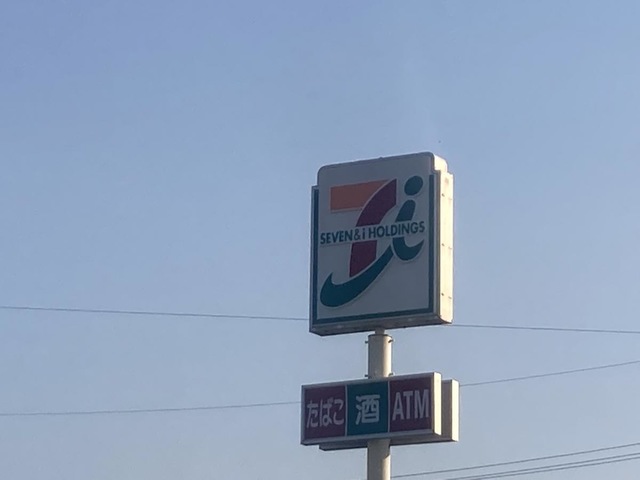 SEVEN&i HOLDINGS
たばこ 酒 ATM